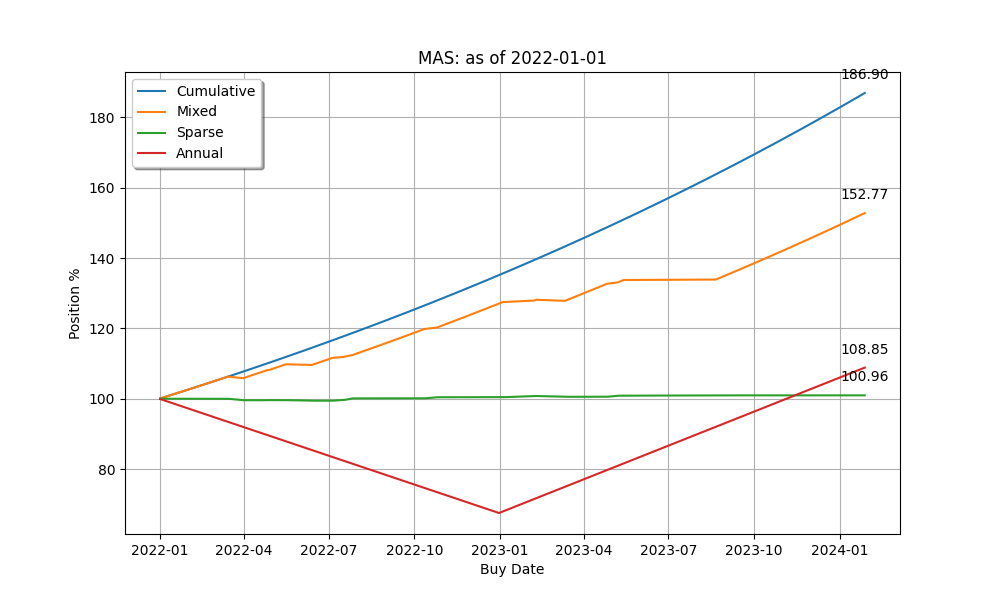 MAS: as of 2022-01-01
186.90
Cumulative
Mixed
Sparse
Annual
180
160
152.77
140
Position %
120
108.85
100.96
100
80
2022-01 2022-04 2022-07 2022-10 2023-01 2023-04 2023-07 2023-10 2024-01
Buy Date